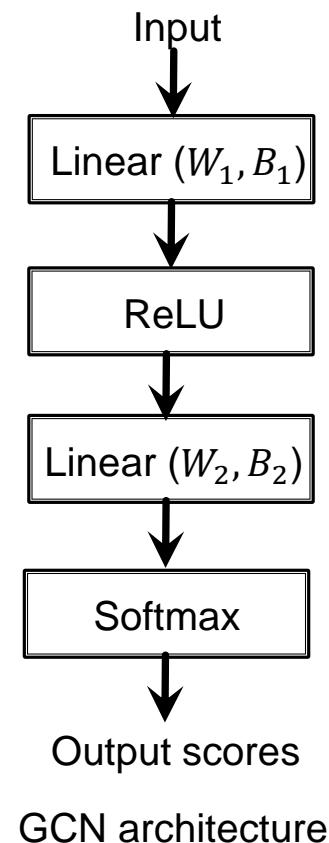 Input
Linear (𝑊₁, 𝐵₁)
ReLU
Linear (𝑊₂, 𝐵₂)
Softmax
Output scores
GCN architecture